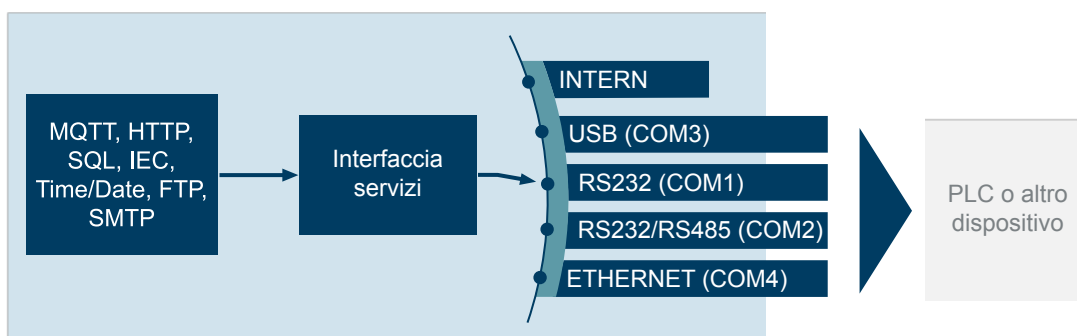 MQTT, HTTP,
SQL, IEC,
Time/Date, FTP,
SMTP
Interfaccia
servizi
INTERN
USB (COM3)
RS232 (COM1)
RS232/RS485 (COM2)
ETHERNET (COM4)
PLC o altro
dispositivo